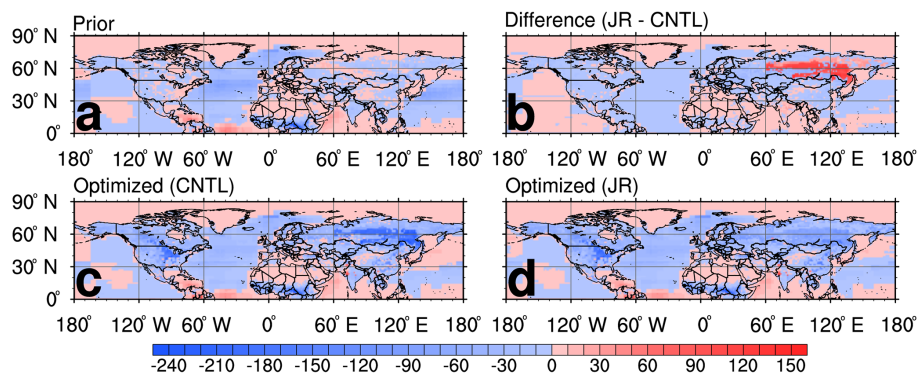 Prior
Difference (JR - CNTL)
90° N
60° N
30° N
0°
a
90° N
60° N
30° N
0°
b
180° 120° W 60° W 0° 60° E 120° E 180°
180° 120° W 60° W 0° 60° E 120° E 180°
Optimized (CNTL)
Optimized (JR)
90° N
60° N
30° N
0°
c
90° N
60° N
30° N
0°
d
180° 120° W 60° W 0° 60° E 120° E 180°
180° 120° W 60° W 0° 60° E 120° E 180°
-240 -210 -180 -150 -120 -90 -60 -30 0 30 60 90 120 150